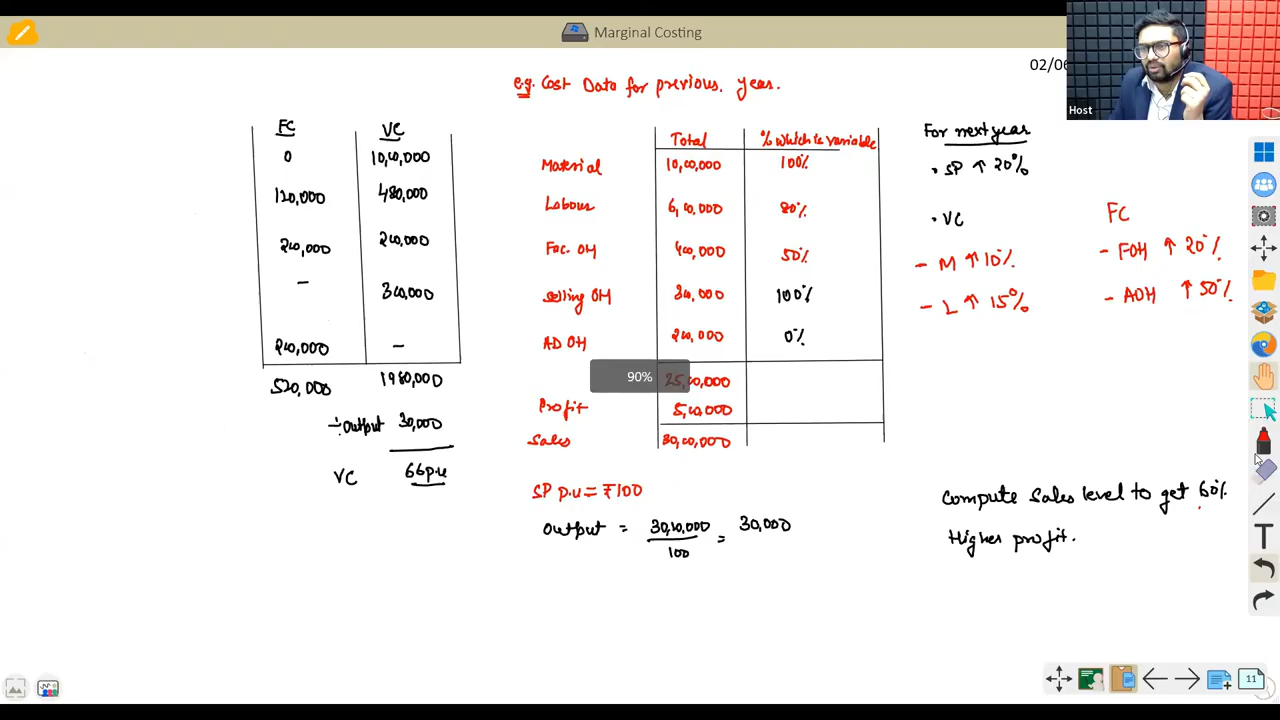 Marginal Costing
02/06
Host
e.g. Cost Data for previous. year.
FC VC
0 10,00,000
120,000 480,000
200,000 200,000
- 300,000
200,000 -
520,000 1980,000
÷output 30,000
VC 66 p.u
Total % which is variable
Material 10,00,000 100%
Labour 6,00,000 80%
Fac. OH 400,000 50%
Selling OH 300,000 100%
AD OH 200,000 0%
90%
25,00,000
Profit 5,00,000
Sales 30,00,000
SP p.u = ₹100
Output = 30,00,000 / 100 = 30,000
For next year
• SP ↑ 20%
• VC
- M ↑ 10%
- L ↑ 15%
FC
- FOH ↑ 20%
- AOH ↑ 50%
Compute Sales level to get 60%
Higher profit.
11